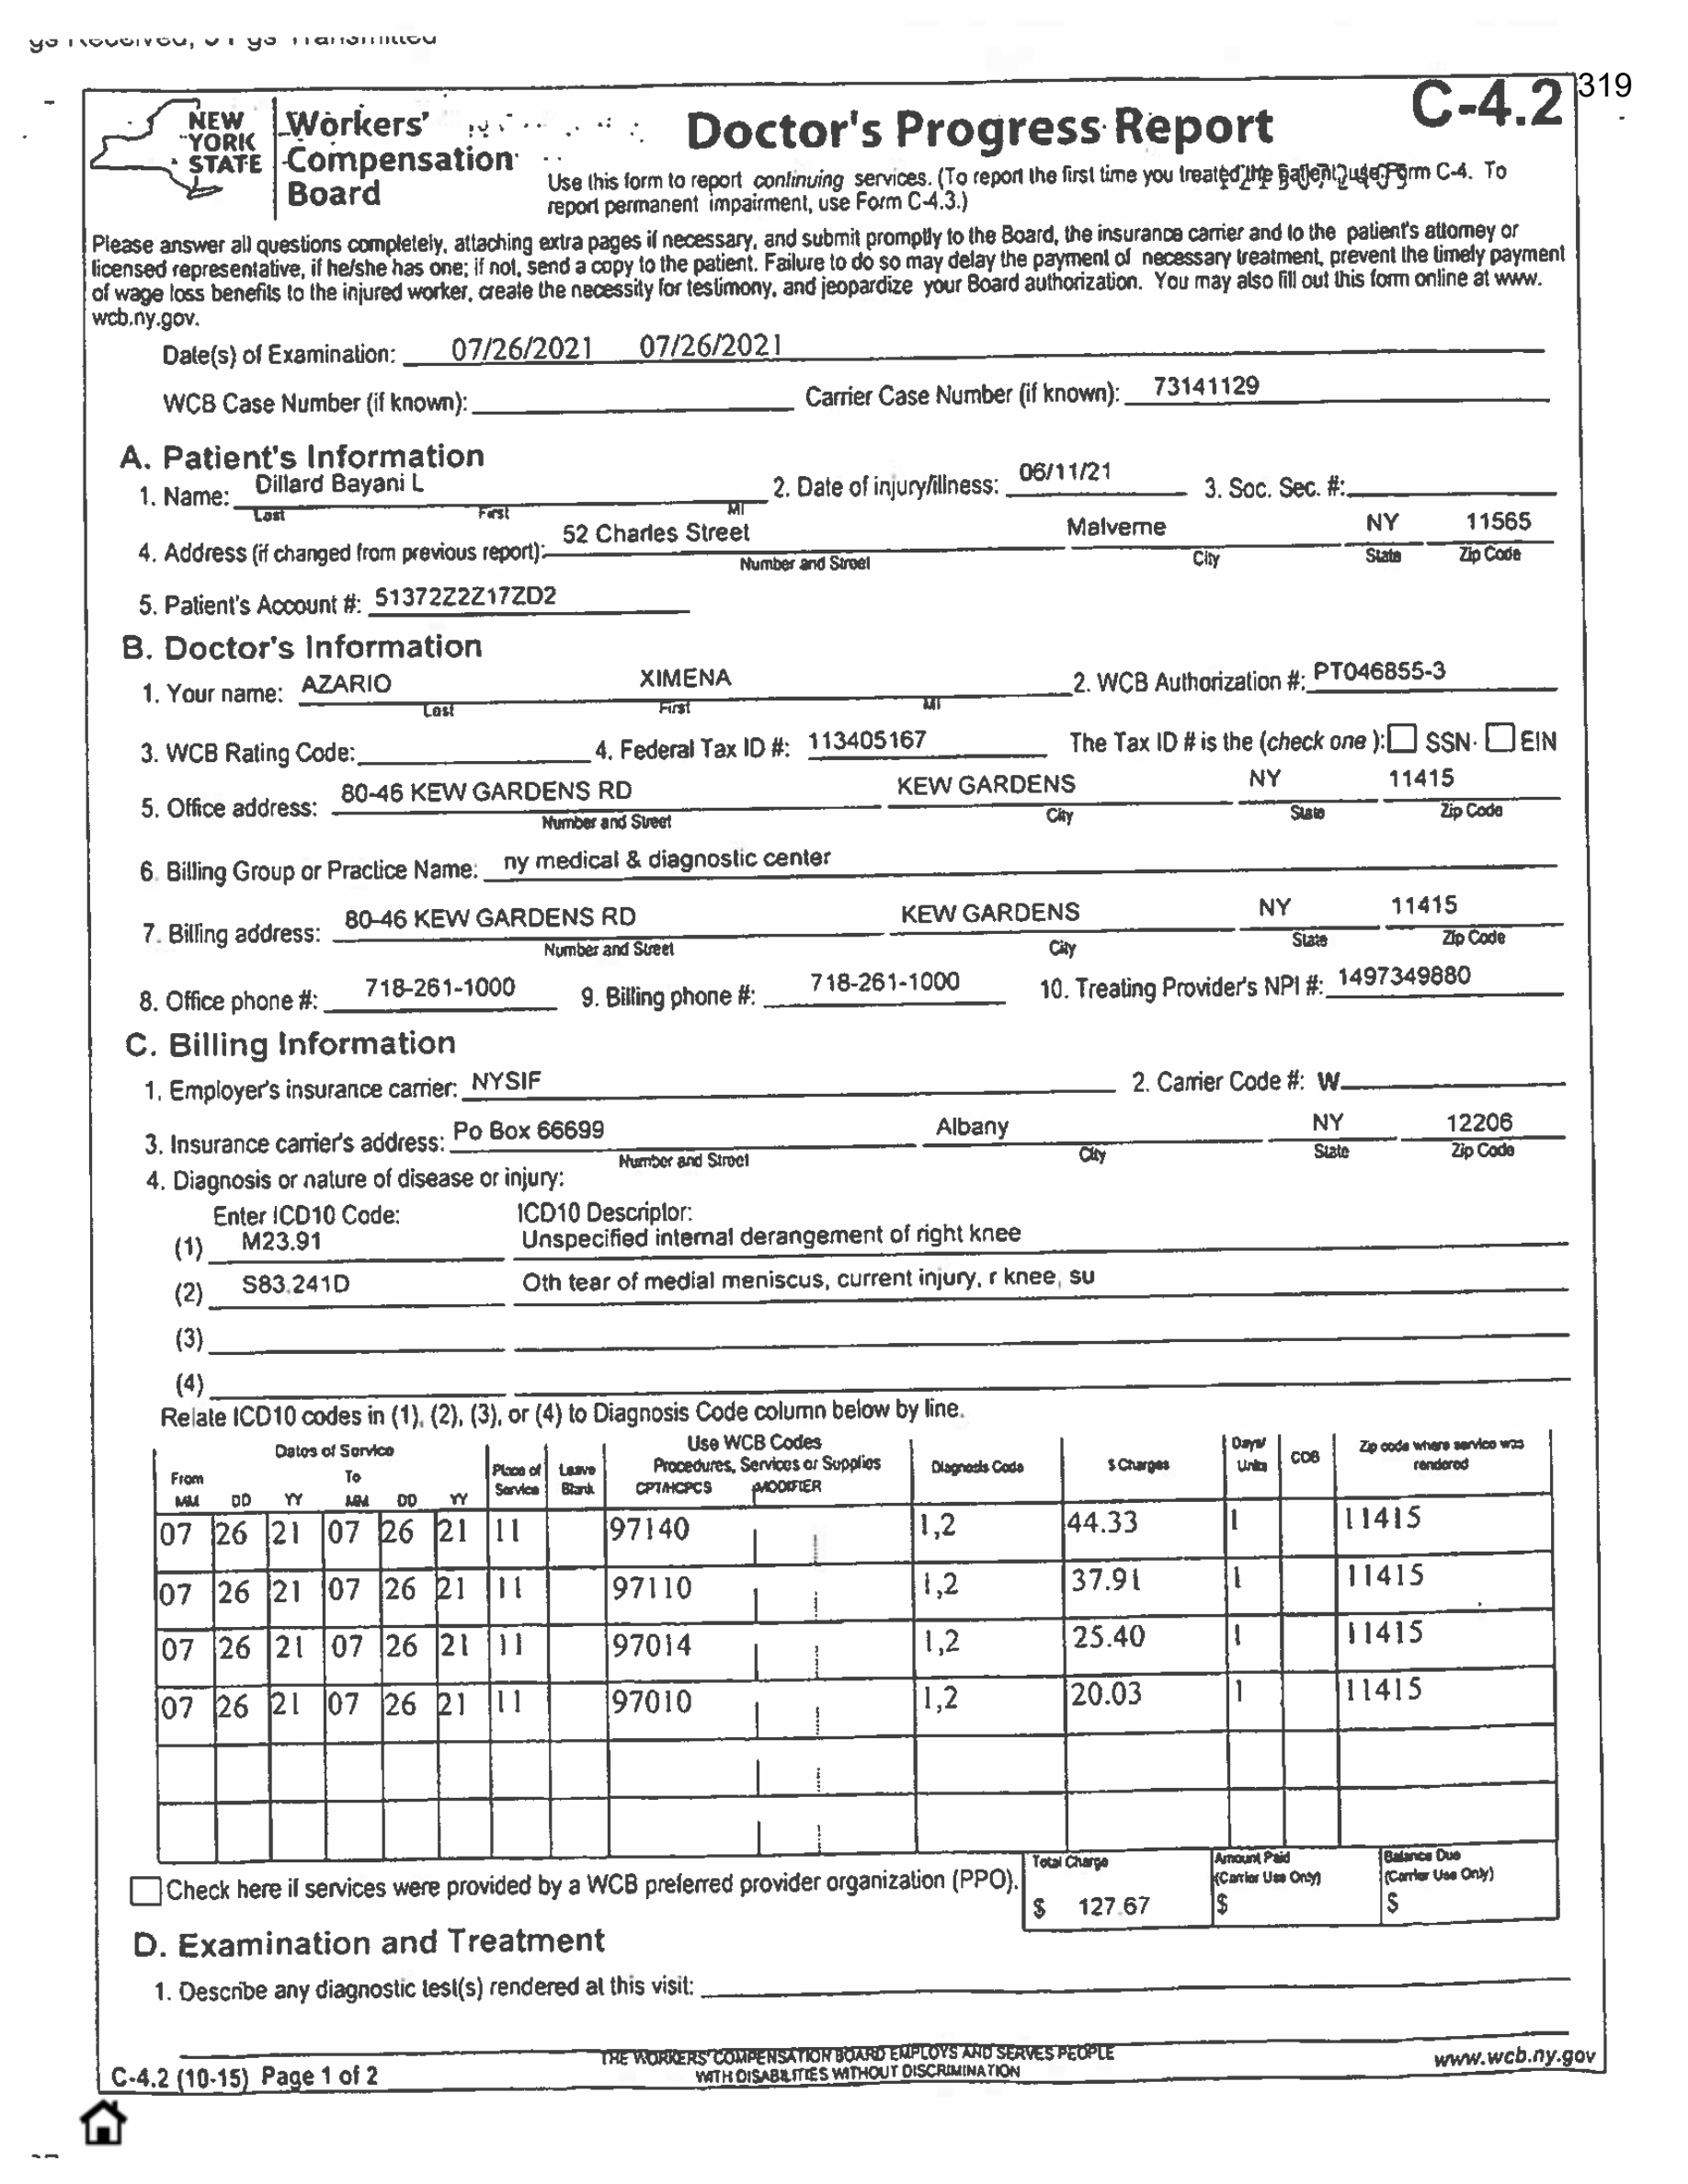 319
C-4.2
NEW YORK STATE
Workers' Compensation Board
Doctor's Progress Report
Use this form to report continuing services. (To report the first time you treated the patient, use Form C-4. To
report permanent impairment, use Form C-4.3.)
Please answer all questions completely, attaching extra pages if necessary, and submit promptly to the Board, the insurance carrier and to the patient's attorney or
licensed representative, if he/she has one; if not, send a copy to the patient. Failure to do so may delay the payment of necessary treatment, prevent the timely payment
of wage loss benefits to the injured worker, create the necessity for testimony, and jeopardize your Board authorization. You may also fill out this form online at www.
wcb.ny.gov.
Date(s) of Examination: 07/26/2021 07/26/2021
WCB Case Number (if known): Carrier Case Number (if known): 73141129
A. Patient's Information
1. Name: Dillard Bayani L 2. Date of injury/illness: 06/11/21 3. Soc. Sec. #:
Last First MI
4. Address (if changed from previous report): 52 Charles Street Malverne NY 11565
Number and Street City State Zip Code
5. Patient's Account #: 51372Z2Z17ZD2
B. Doctor's Information
1. Your name: AZARIO XIMENA 2. WCB Authorization #: PT046855-3
Last First MI
3. WCB Rating Code: 4. Federal Tax ID #: 113405167 The Tax ID # is the (check one ): SSN EIN
5. Office address: 80-46 KEW GARDENS RD KEW GARDENS NY 11415
Number and Street City State Zip Code
6. Billing Group or Practice Name: ny medical & diagnostic center
7. Billing address: 80-46 KEW GARDENS RD KEW GARDENS NY 11415
Number and Street City State Zip Code
8. Office phone #: 718-261-1000 9. Billing phone #: 718-261-1000 10. Treating Provider's NPI #: 1497349880
C. Billing Information
1. Employer's insurance carrier: NYSIF 2. Carrier Code #: W
3. Insurance carrier's address: Po Box 66699 Albany NY 12206
Number and Street City State Zip Code
4. Diagnosis or nature of disease or injury:
Enter ICD10 Code: ICD10 Descriptor:
(1) M23.91 Unspecified internal derangement of right knee
(2) S83.241D Oth tear of medial meniscus, current injury, r knee, su
(3)
(4)
Relate ICD10 codes in (1), (2), (3), or (4) to Diagnosis Code column below by line.
Dates of Service Use WCB Codes Days/ Zip code where service was
From To Place of Leave Procedures, Services or Supplies Diagnosis Code $ Charges Units COB rendered
MM DD YY MM DD YY Service Blank CPT/HCPCS MODIFIER
07 26 21 07 26 21 11 97140 1,2 44.33 1 11415
07 26 21 07 26 21 11 97110 1,2 37.91 1 11415
07 26 21 07 26 21 11 97014 1,2 25.40 1 11415
07 26 21 07 26 21 11 97010 1,2 20.03 1 11415
Total Charge Amount Paid Balance Due
Check here if services were provided by a WCB preferred provider organization (PPO). (Carrier Use Only) (Carrier Use Only)
$ 127.67 $ $
D. Examination and Treatment
1. Describe any diagnostic test(s) rendered at this visit:
THE WORKERS' COMPENSATION BOARD EMPLOYS AND SERVES PEOPLE
WITH DISABILITIES WITHOUT DISCRIMINATION
C-4.2 (10-15) Page 1 of 2 www.wcb.ny.gov